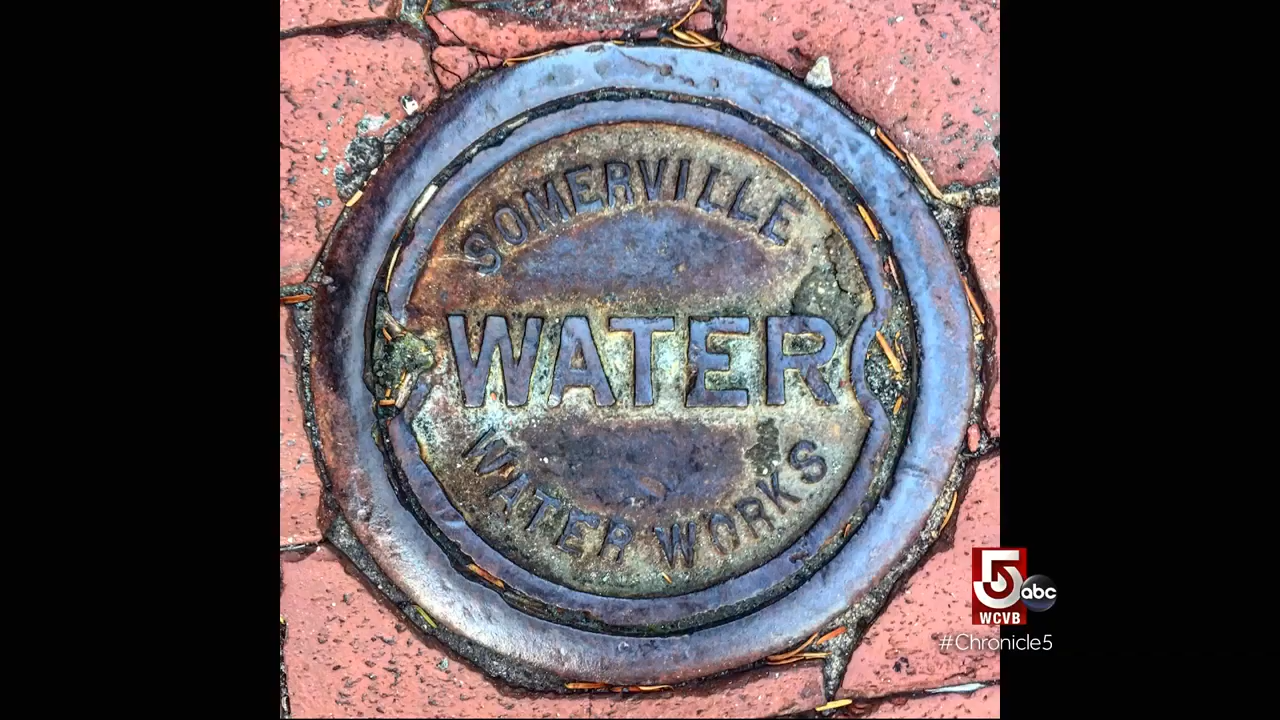 SOMERVILLE
WATER
WATER WORKS
5 abc
WCVB
#Chronicle5